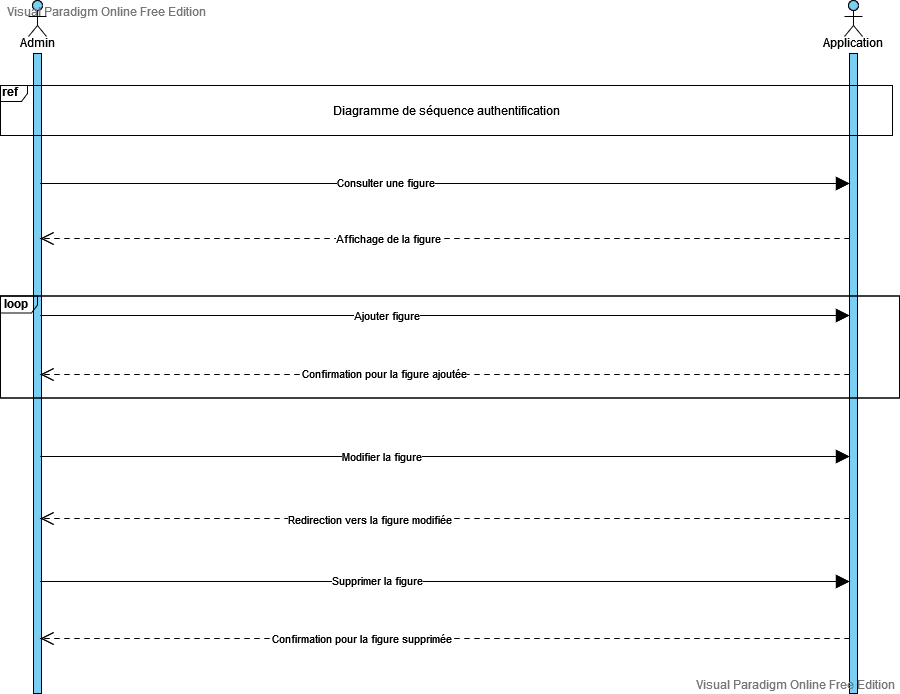 Visual Paradigm Online Free Edition
Admin
Application
ref
Diagramme de séquence authentification
Consulter une figure
Affichage de la figure
loop
Ajouter figure
Confirmation pour la figure ajoutée
Modifier la figure
Redirection vers la figure modifiée
Supprimer la figure
Confirmation pour la figure supprimée
Visual Paradigm Online Free Edition